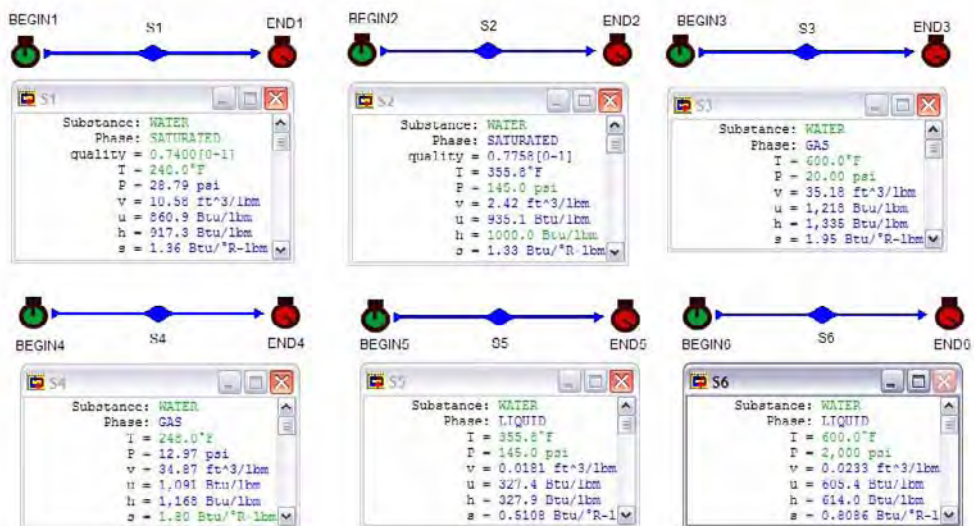 BEGIN1 S1 END1
BEGIN2 S2 END2
BEGIN3 S3 END3
S1
Substance: WATER
Phase: SATURATED
quality = 0.7400[0-1]
T = 240.0°F
P = 28.79 psi
v = 10.58 ft^3/lbm
u = 860.9 Btu/lbm
h = 917.3 Btu/lbm
s = 1.36 Btu/°R-lbm
S2
Substance: WATER
Phase: SATURATED
quality = 0.7758[0-1]
T = 355.8°F
P = 145.0 psi
v = 2.42 ft^3/lbm
u = 935.1 Btu/lbm
h = 1000.0 Btu/lbm
s = 1.33 Btu/°R-lbm
S3
Substance: WATER
Phase: GAS
T = 600.0°F
P = 20.00 psi
v = 35.18 ft^3/lbm
u = 1,218 Btu/lbm
h = 1,335 Btu/lbm
s = 1.95 Btu/°R-lbm
BEGIN4 S4 END4
BEGIN5 S5 END5
BEGIN6 S6 END6
S4
Substance: WATER
Phase: GAS
T = 248.0°F
P = 12.97 psi
v = 34.87 ft^3/lbm
u = 1,091 Btu/lbm
h = 1,168 Btu/lbm
s = 1.80 Btu/°R-lbm
S5
Substance: WATER
Phase: LIQUID
T = 355.8°F
P = 145.0 psi
v = 0.0181 ft^3/lbm
u = 327.4 Btu/lbm
h = 327.9 Btu/lbm
s = 0.5108 Btu/°R-l
S6
Substance: WATER
Phase: LIQUID
T = 600.0°F
P = 2,000 psi
v = 0.0233 ft^3/lbm
u = 605.4 Btu/lbm
h = 614.0 Btu/lbm
s = 0.8086 Btu/°R-l